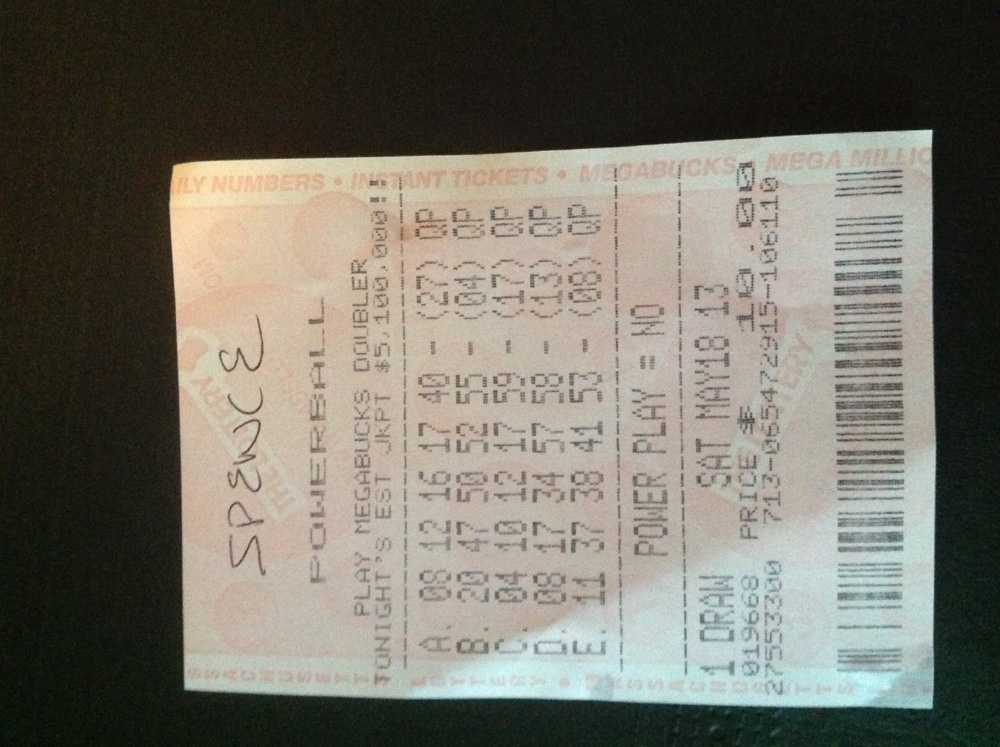 ILY NUMBERS • INSTANT TICKETS • MEGABUCKS • MEGA MILLIO
SPENCE
POWERBALL
PLAY MEGABUCKS DOUBLER
TONIGHT'S EST JKPT $5,100,000!!
A. 08 12 16 17 40 - (27) QP
B. 20 47 50 52 55 - (04) QP
C. 04 10 12 17 59 - (17) QP
D. 08 17 34 57 58 - (13) QP
E. 11 37 38 41 53 - (08) QP
POWER PLAY = NO
1 DRAW SAT MAY18 13
019668 PRICE $ 10.00
27553300 713-065472915-106110